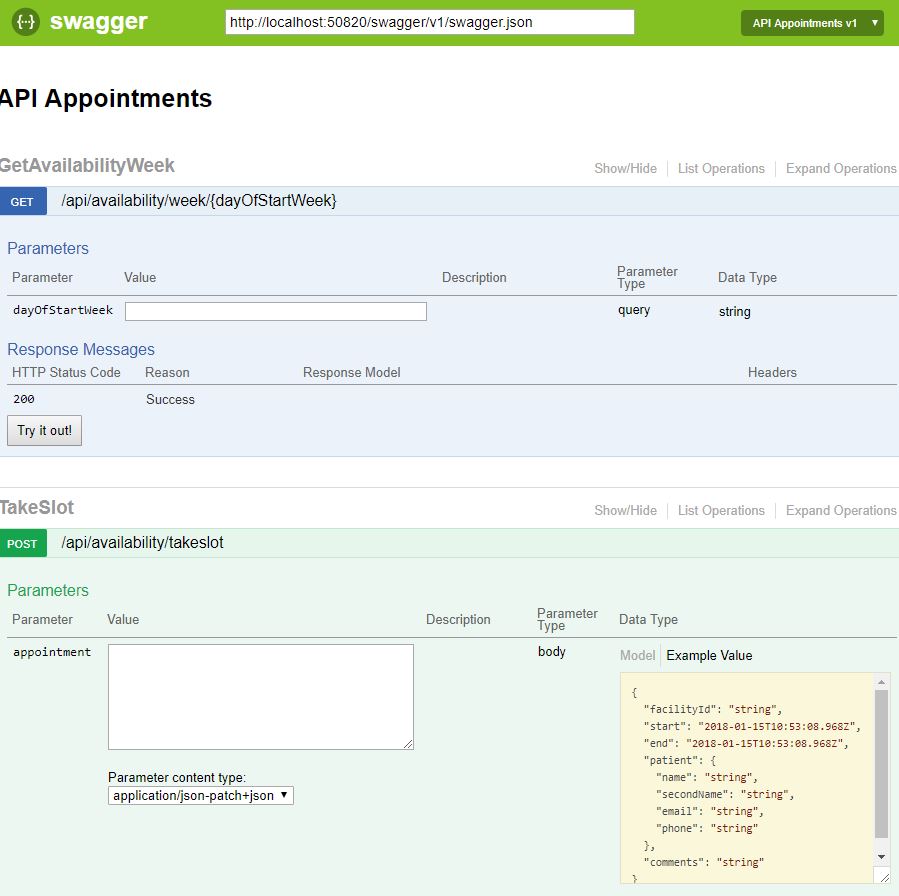 {··} swagger http://localhost:50820/swagger/v1/swagger.json API Appointments v1
API Appointments
GetAvailabilityWeek Show/Hide List Operations Expand Operations
GET /api/availability/week/{dayOfStartWeek}
Parameters
Parameter Value Description Parameter Type Data Type
dayOfStartWeek query string
Response Messages
HTTP Status Code Reason Response Model Headers
200 Success
Try it out!
TakeSlot Show/Hide List Operations Expand Operations
POST /api/availability/takeslot
Parameters
Parameter Value Description Parameter Type Data Type
appointment body Model Example Value
{
"facilityId": "string",
"start": "2018-01-15T10:53:08.968Z",
"end": "2018-01-15T10:53:08.968Z",
"patient": {
"name": "string",
"secondName": "string",
"email": "string",
"phone": "string"
},
"comments": "string"
}
Parameter content type:
application/json-patch+json